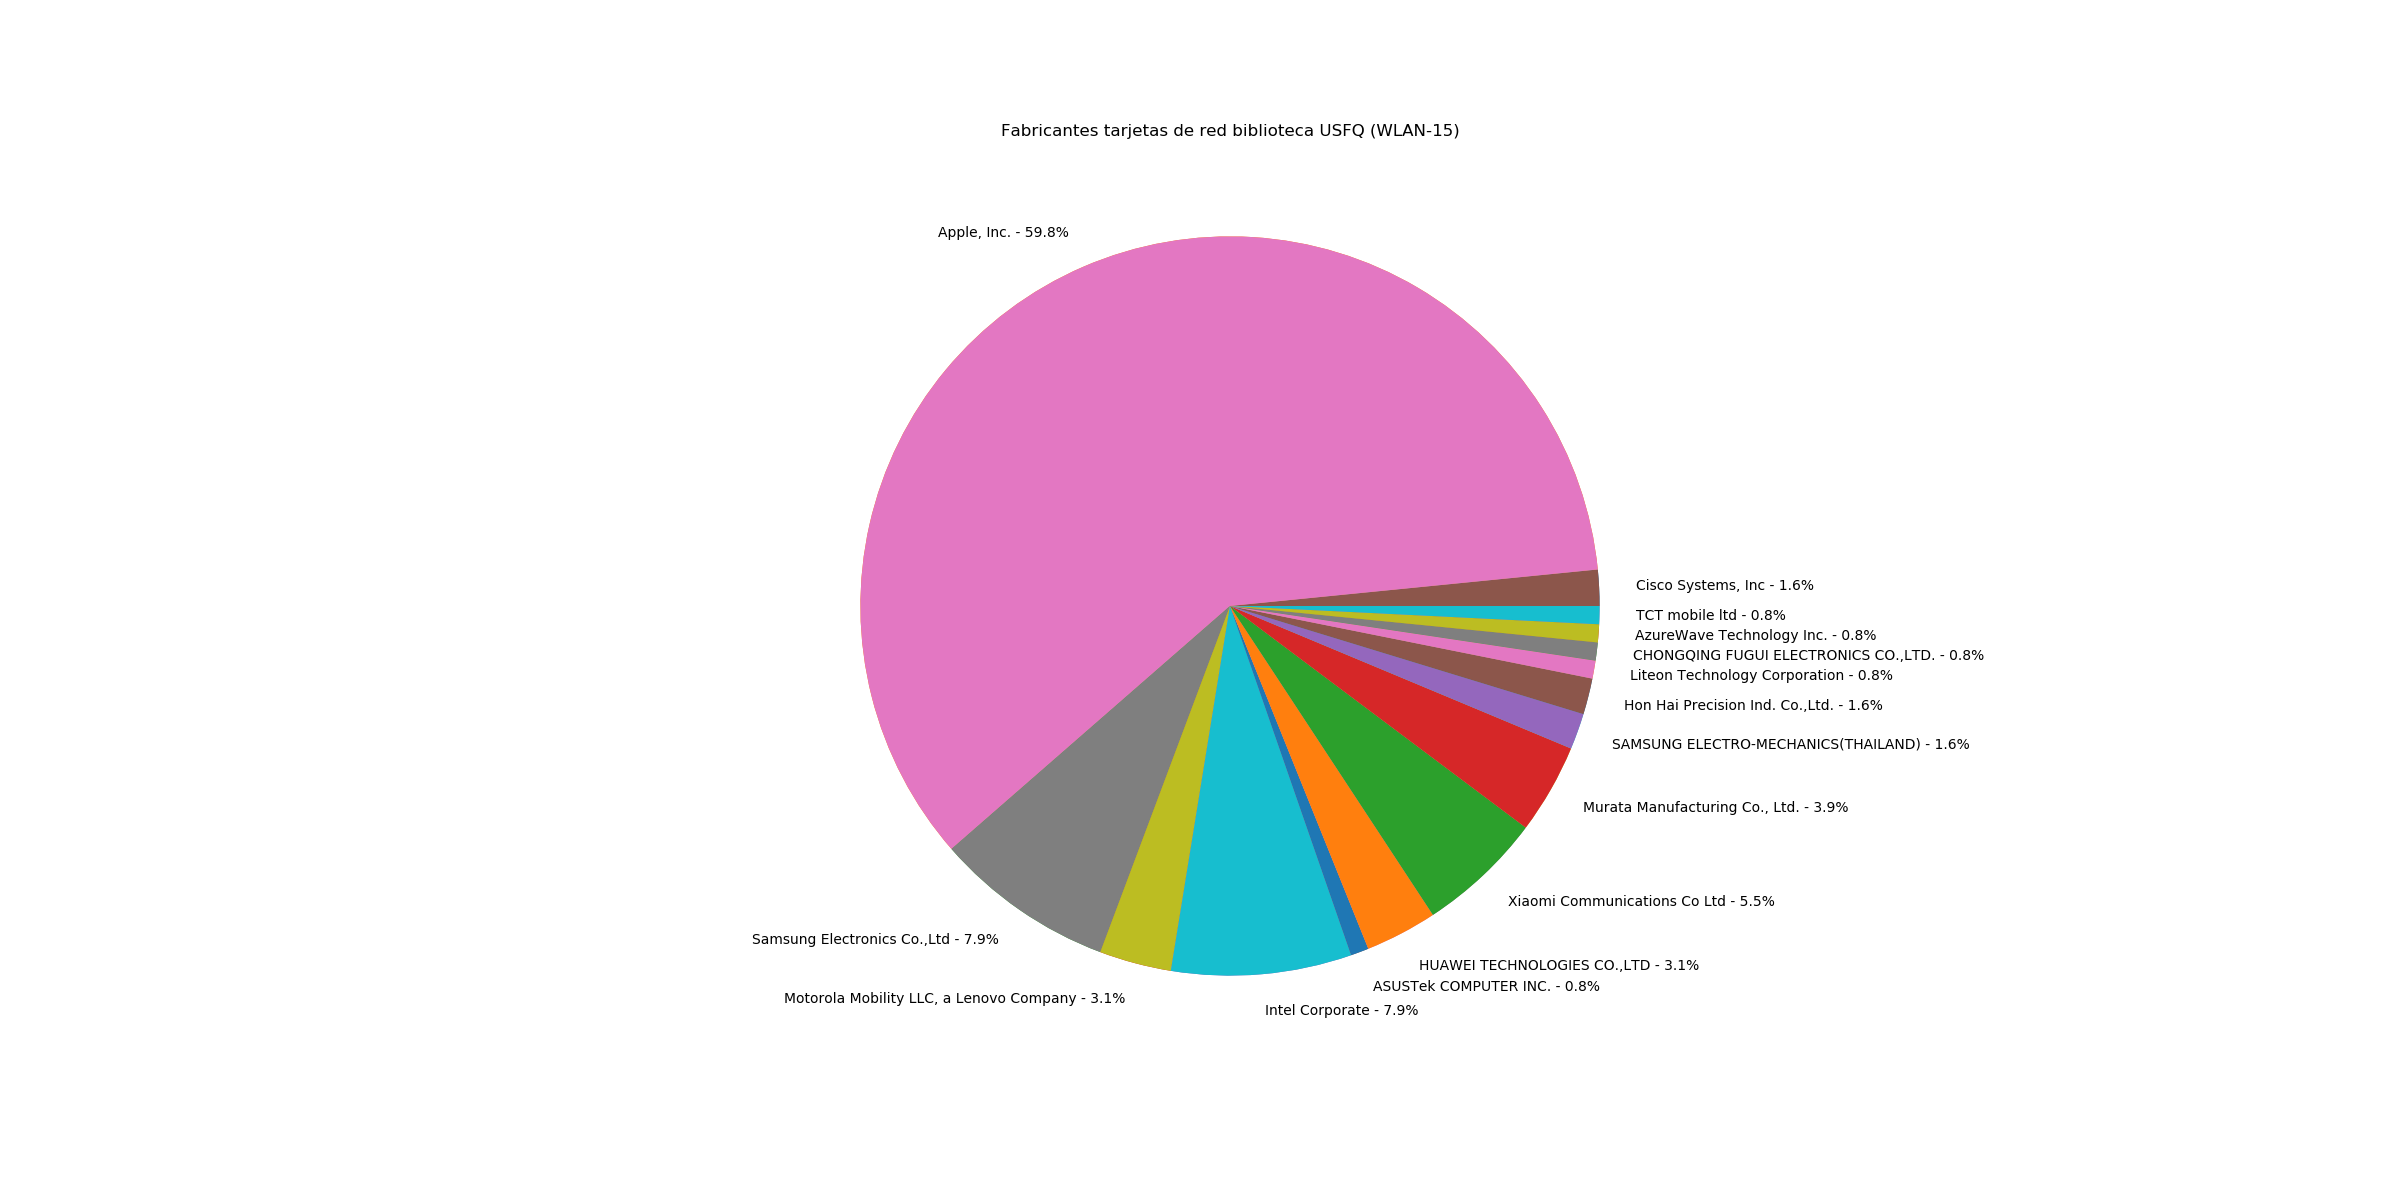 Fabricantes tarjetas de red biblioteca USFQ (WLAN-15)
Apple, Inc. - 59.8%
Cisco Systems, Inc - 1.6%
TCT mobile ltd - 0.8%
AzureWave Technology Inc. - 0.8%
CHONGQING FUGUI ELECTRONICS CO.,LTD. - 0.8%
Liteon Technology Corporation - 0.8%
Hon Hai Precision Ind. Co.,Ltd. - 1.6%
SAMSUNG ELECTRO-MECHANICS(THAILAND) - 1.6%
Murata Manufacturing Co., Ltd. - 3.9%
Xiaomi Communications Co Ltd - 5.5%
Samsung Electronics Co.,Ltd - 7.9%
HUAWEI TECHNOLOGIES CO.,LTD - 3.1%
ASUSTek COMPUTER INC. - 0.8%
Motorola Mobility LLC, a Lenovo Company - 3.1%
Intel Corporate - 7.9%